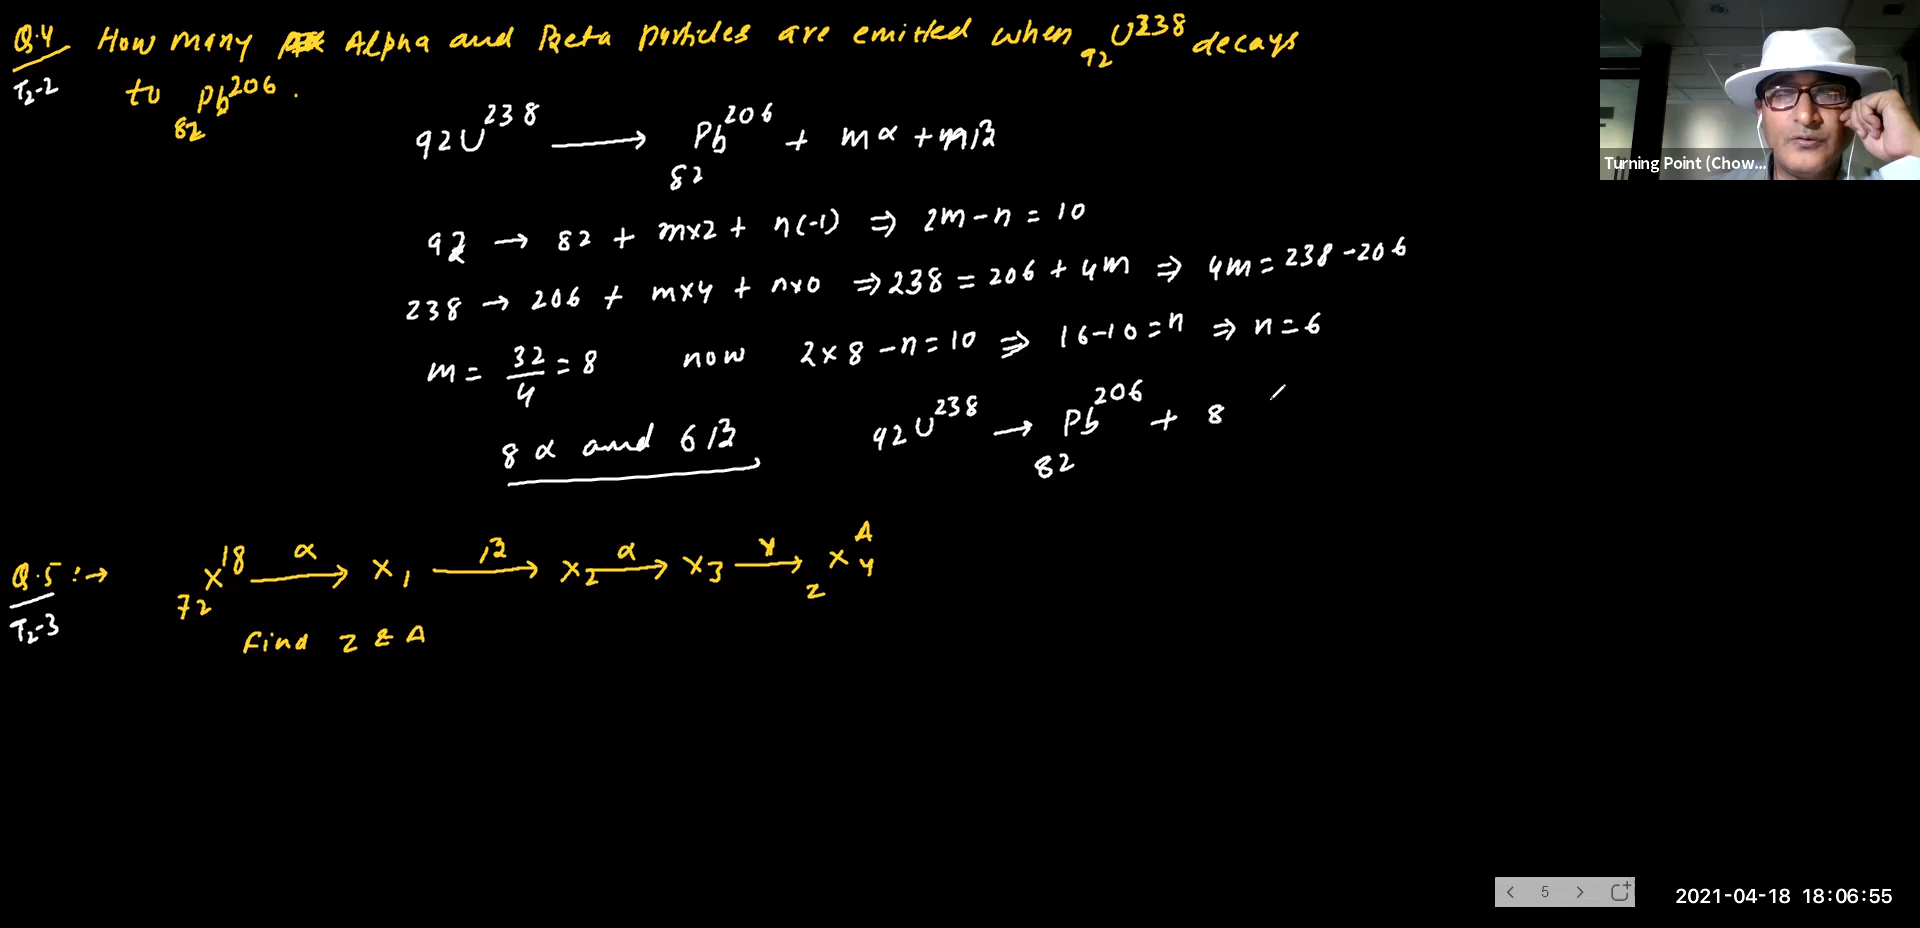 Q.4 How many Alpha and Beta particles are emitted when ₉₂U²³⁸ decays
T₂-2 to ₈₂Pb²⁰⁶.
₉₂U²³⁸ ⟶ ₈₂Pb²⁰⁶ + mα + nβ
92 → 82 + m×2 + n(-1) ⇒ 2m-n = 10
238 → 206 + m×4 + n×0 ⇒ 238 = 206 + 4m ⇒ 4m = 238-206
m = 32/4 = 8 now 2×8-n=10 ⇒ 16-10=n ⇒ n=6
8α and 6β ₉₂U²³⁸ → ₈₂Pb²⁰⁶ + 8
Q.5 :→ ₇₂X¹⁸ —α→ X₁ —β→ X₂ —α→ X₃ —γ→ zX₄ᴬ
T₂-3
Find Z & A
Turning Point (Chow...
5
2021-04-18 18:06:55